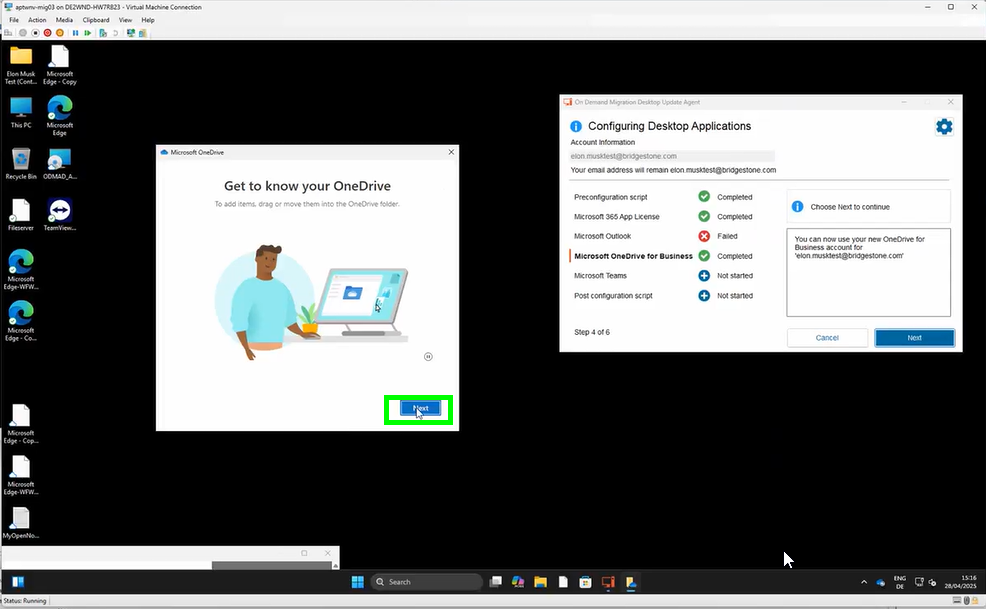 aptwnv-mig03 on DE2WND-HW7RB23 - Virtual Machine Connection
File Action Media Clipboard View Help
Elon Musk
Test (Cont...
Microsoft
Edge - Copy
This PC
Microsoft
Edge
Recycle Bin
ODMAD_A...
Fileserver
TeamView...
Microsoft
Edge-WFW...
Microsoft
Edge - Co...
Microsoft
Edge - Cop...
Microsoft
Edge-WFW...
MyOpenNo...
Microsoft OneDrive
Get to know your OneDrive
To add items, drag or move them into the OneDrive folder.
Next
On Demand Migration Desktop Update Agent
Configuring Desktop Applications
Account Information
elon.musktest@bridgestone.com
Your email address will remain elon.musktest@bridgestone.com
Preconfiguration script Completed
Microsoft 365 App License Completed
Microsoft Outlook Failed
Microsoft OneDrive for Business Completed
Microsoft Teams Not started
Post configuration script Not started
Choose Next to continue
You can now use your new OneDrive for
Business account for
'elon.musktest@bridgestone.com'
Step 4 of 6
Cancel
Next
Search
ENG
DE
15:16
28/04/2025
Status: Running